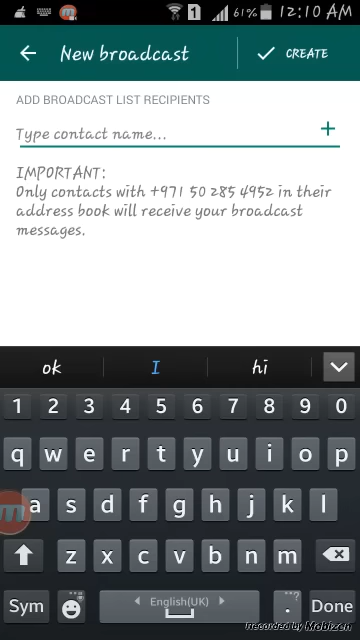 1 61% 12:10 AM
New broadcast CREATE
ADD BROADCAST LIST RECIPIENTS
Type contact name... +
IMPORTANT:
Only contacts with +971 50 285 4952 in their
address book will receive your broadcast
messages.
ok I hi
1 2 3 4 5 6 7 8 9 0
q w e r t y u i o p
m a s d f g h j k l
z x c v b n m
Sym English(UK) . Done
Recorded by Mobizen